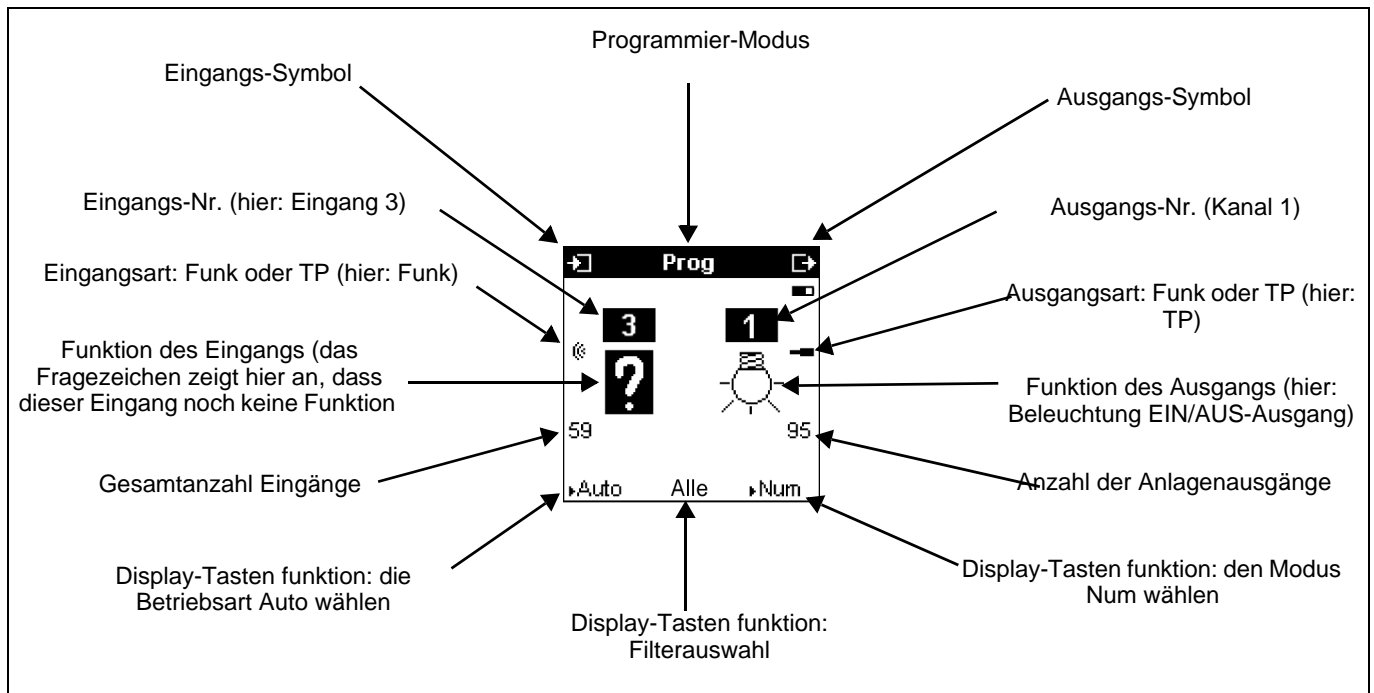 Programmier-Modus
Eingangs-Symbol
Ausgangs-Symbol
Eingangs-Nr. (hier: Eingang 3)
Ausgangs-Nr. (Kanal 1)
Eingangsart: Funk oder TP (hier: Funk)
Ausgangsart: Funk oder TP (hier:
TP)
Funktion des Eingangs (das
Fragezeichen zeigt hier an, dass
dieser Eingang noch keine Funktion
Funktion des Ausgangs (hier:
Beleuchtung EIN/AUS-Ausgang)
Gesamtanzahl Eingänge
Anzahl der Anlagenausgänge
Display-Tasten funktion: die
Betriebsart Auto wählen
Display-Tasten funktion:
Filterauswahl
Display-Tasten funktion: den Modus
Num wählen
Prog
3 1
?
59 95
Auto Alle Num